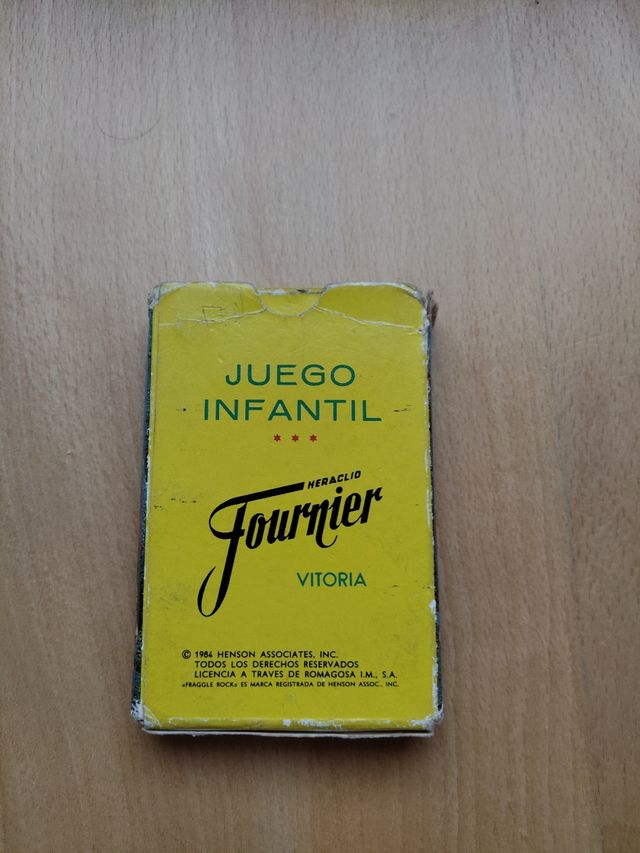 JUEGO
INFANTIL
HERACLIO
Fournier
VITORIA
© 1984 HENSON ASSOCIATES, INC.
TODOS LOS DERECHOS RESERVADOS
LICENCIA A TRAVES DE ROMAGOSA I.M., S.A.
«FRAGGLE ROCK» ES MARCA REGISTRADA DE HENSON ASSOC., INC.